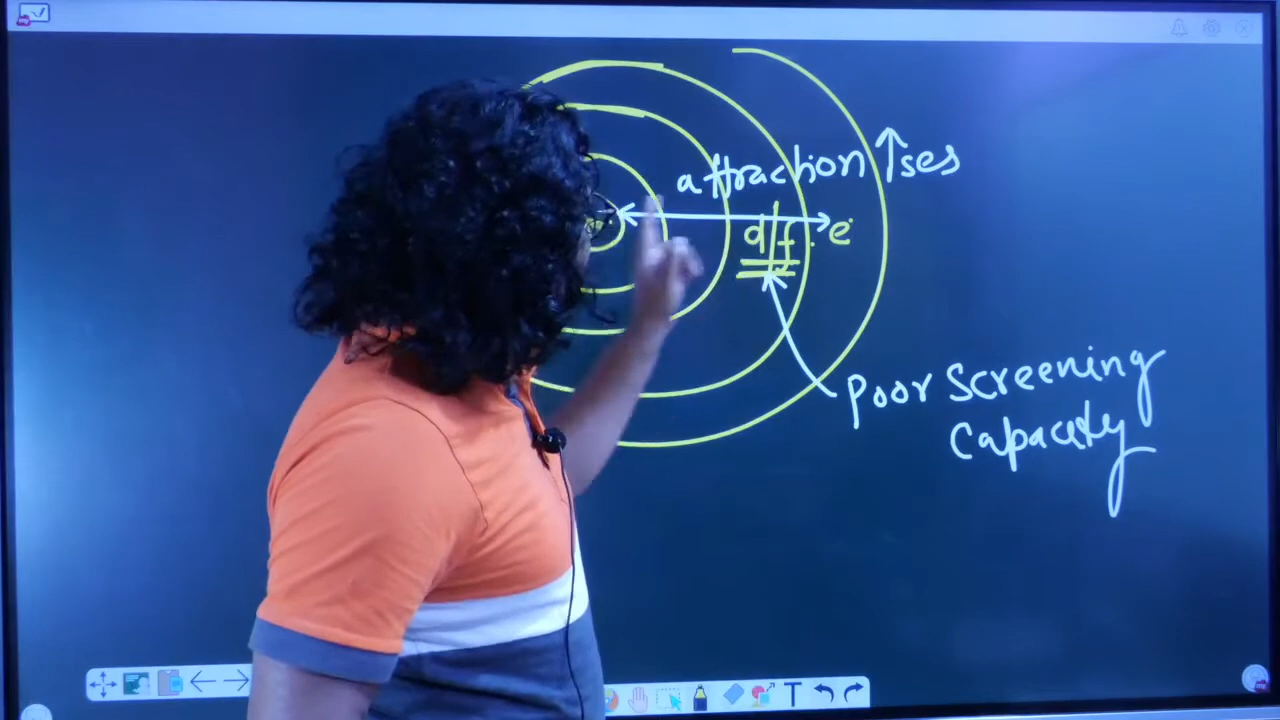 attraction ↑ses
d/f e⁻
Poor screening
Capacity
T